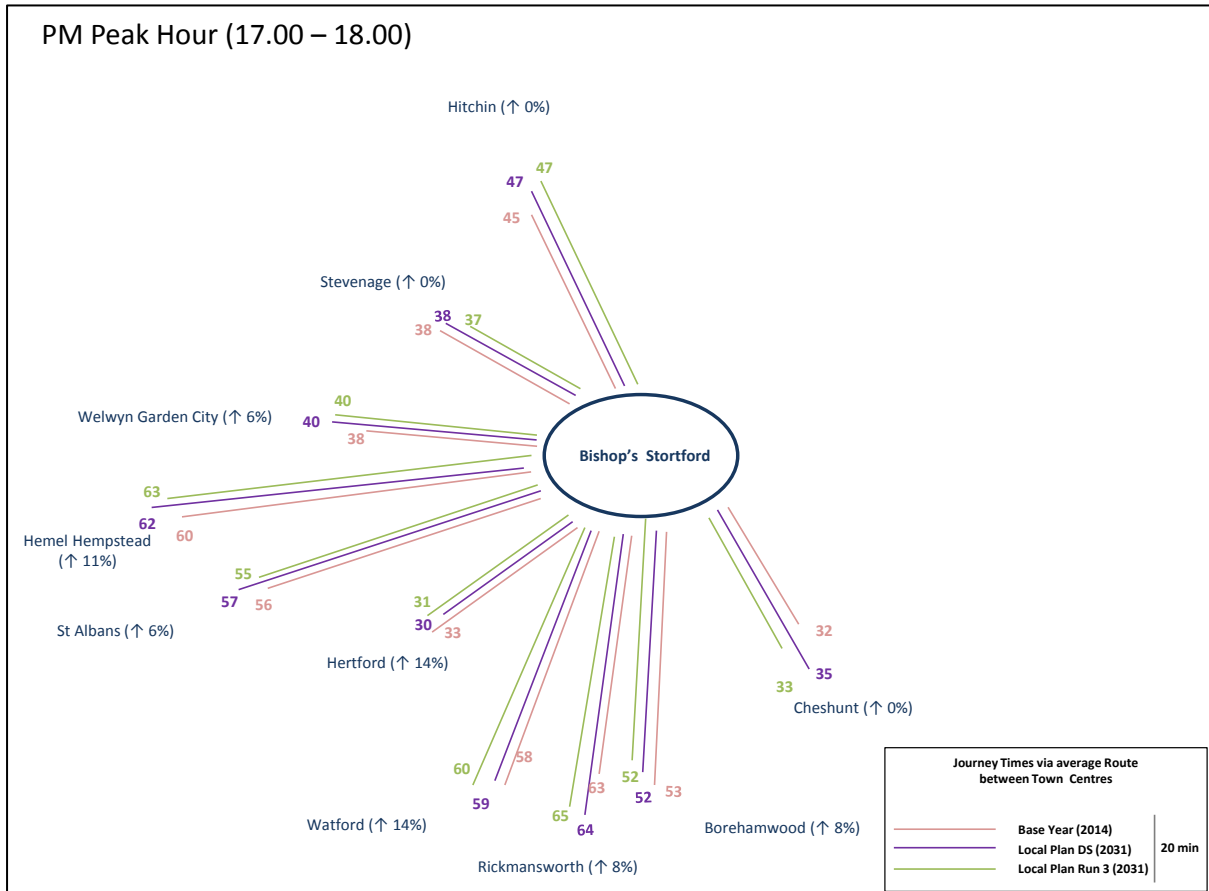 PM Peak Hour (17.00 – 18.00)
Hitchin (↑ 0%)
47
47
45
Stevenage (↑ 0%)
38
37
38
Welwyn Garden City (↑ 6%)
40
40
38
Bishop's Stortford
63
62
60
Hemel Hempstead
(↑ 11%)
55
57
56
St Albans (↑ 6%)
31
30
33
Hertford (↑ 14%)
32
35
33
Cheshunt (↑ 0%)
60
58
59
Watford (↑ 14%)
63
65
64
Rickmansworth (↑ 8%)
52
52
53
Borehamwood (↑ 8%)
Journey Times via average Route
between Town Centres
Base Year (2014)
Local Plan DS (2031)
Local Plan Run 3 (2031)
20 min